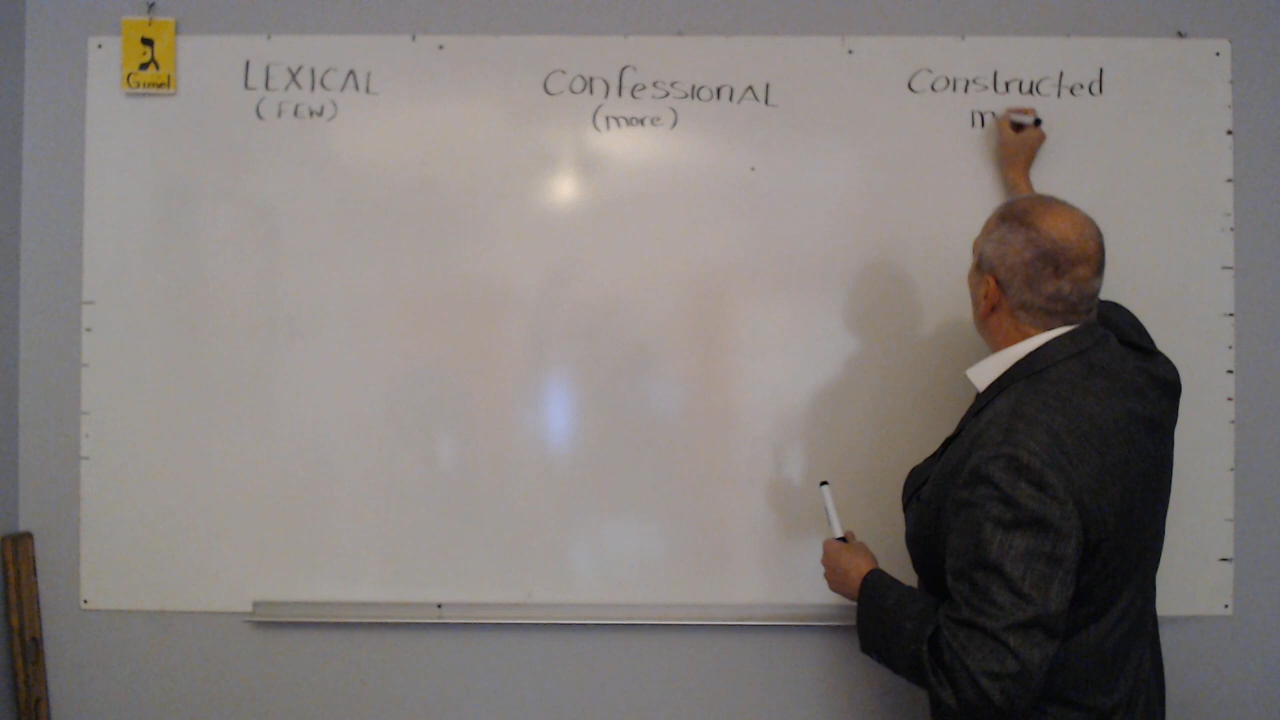 ג
Gimel
LEXICAL
(FEW)
Confessional
(more)
Constructed
m